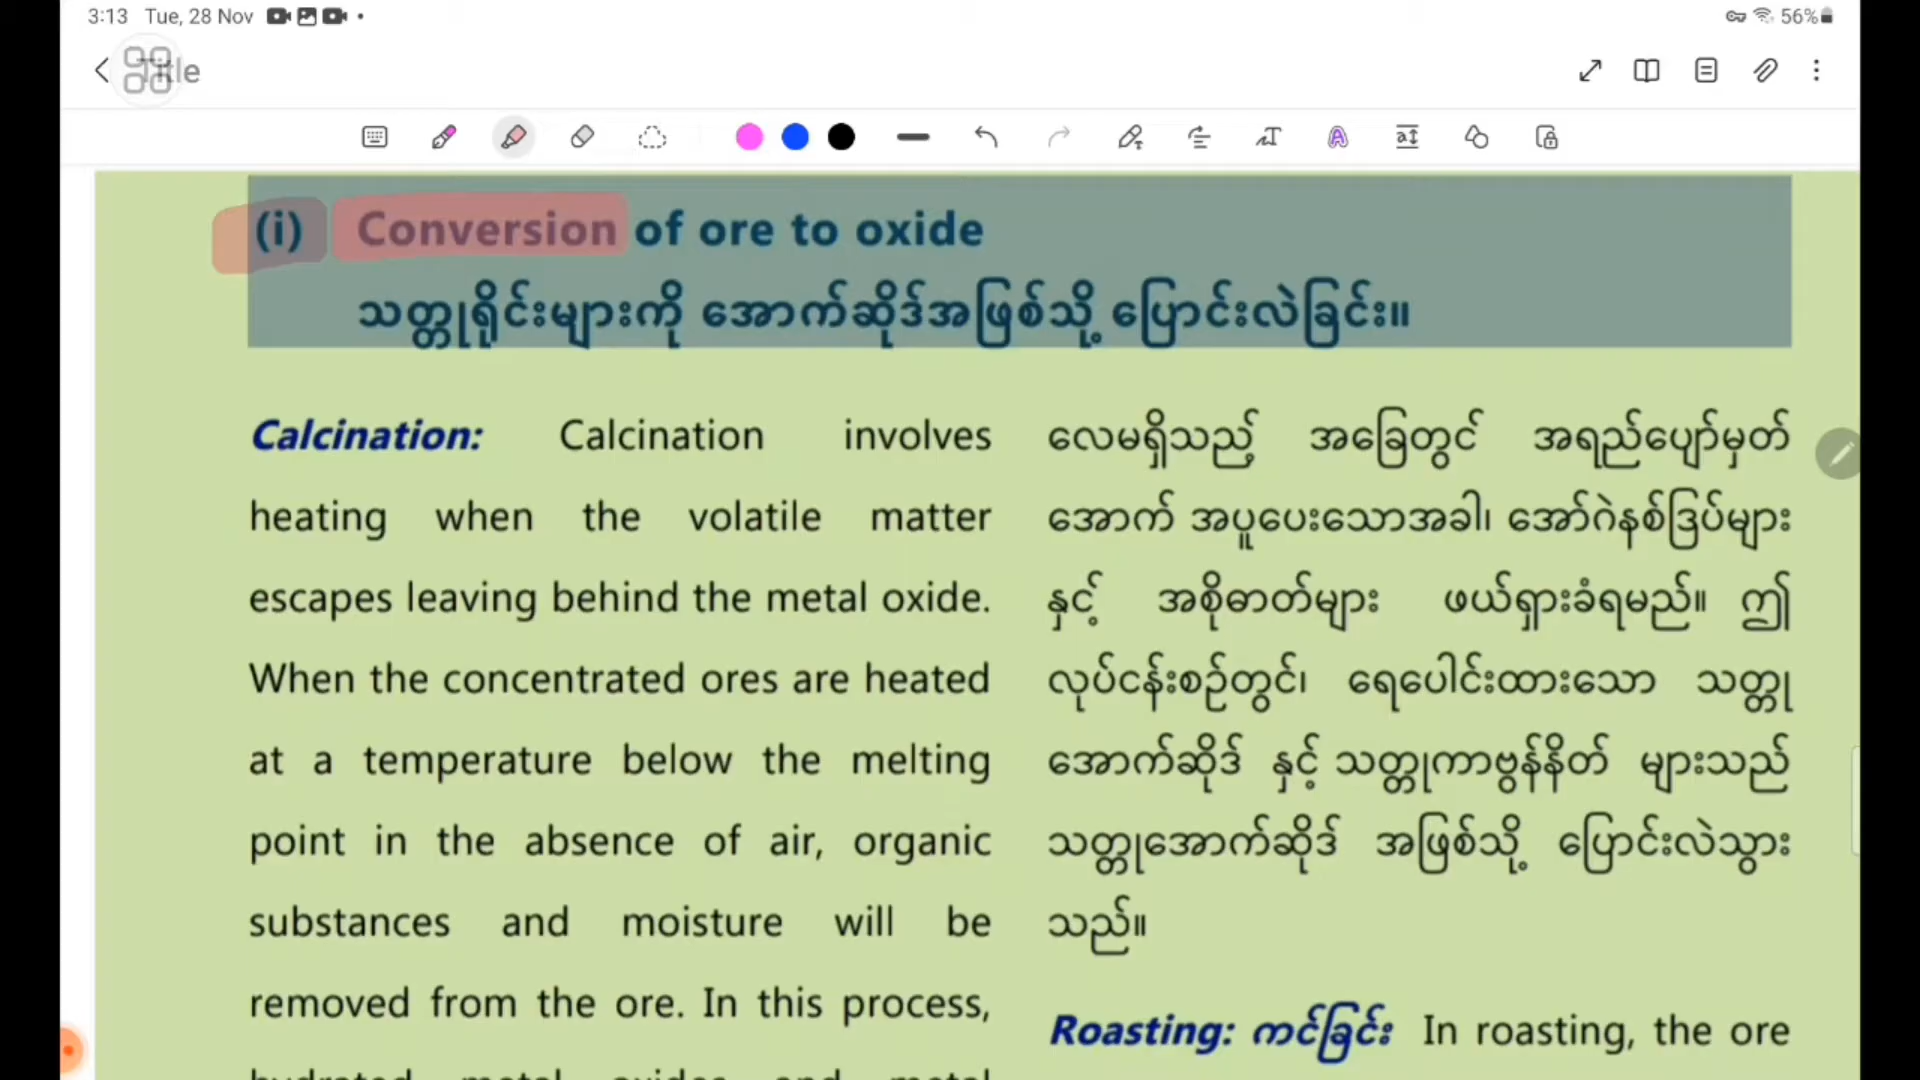 3:13 Tue, 28 Nov
56%
Title
(i) Conversion of ore to oxide
သတ္တုရိုင်းများကို အောက်ဆိုဒ်အဖြစ်သို့ ပြောင်းလဲခြင်း။
Calcination: Calcination involves
heating when the volatile matter
escapes leaving behind the metal oxide.
When the concentrated ores are heated
at a temperature below the melting
point in the absence of air, organic
substances and moisture will be
removed from the ore. In this process,
hydrated metal oxides and metal
လေမရှိသည့် အခြေတွင် အရည်ပျော်မှတ်
အောက် အပူပေးသောအခါ၊ အော်ဂဲနစ်ဒြပ်များ
နှင့် အစိုဓာတ်များ ဖယ်ရှားခံရမည်။ ဤ
လုပ်ငန်းစဉ်တွင်၊ ရေပေါင်းထားသော သတ္တု
အောက်ဆိုဒ် နှင့် သတ္တုကာဗွန်နိတ် များသည်
သတ္တုအောက်ဆိုဒ် အဖြစ်သို့ ပြောင်းလဲသွား
သည်။
Roasting: ကင်ခြင်း In roasting, the ore